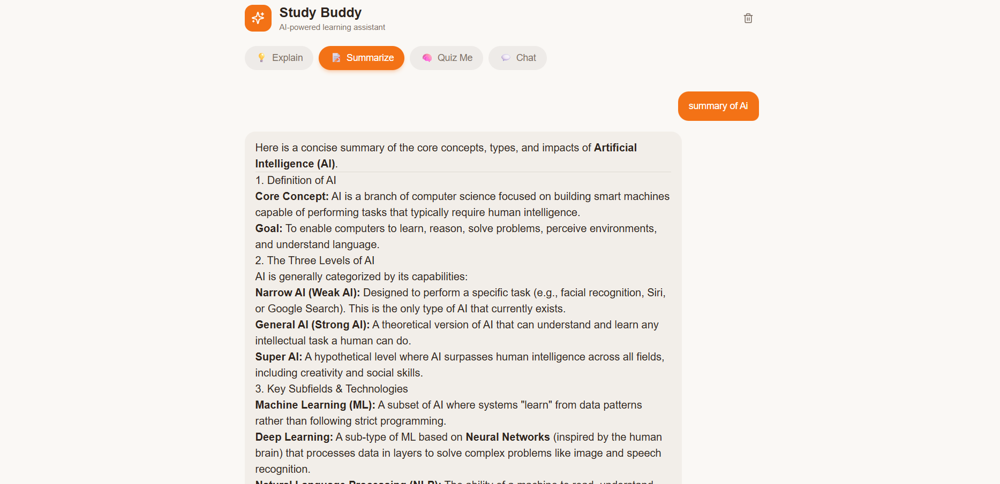 Study Buddy
AI-powered learning assistant
Explain
Summarize
Quiz Me
Chat
summary of Ai
Here is a concise summary of the core concepts, types, and impacts of Artificial
Intelligence (AI).
1. Definition of AI
Core Concept: AI is a branch of computer science focused on building smart machines
capable of performing tasks that typically require human intelligence.
Goal: To enable computers to learn, reason, solve problems, perceive environments,
and understand language.
2. The Three Levels of AI
AI is generally categorized by its capabilities:
Narrow AI (Weak AI): Designed to perform a specific task (e.g., facial recognition, Siri,
or Google Search). This is the only type of AI that currently exists.
General AI (Strong AI): A theoretical version of AI that can understand and learn any
intellectual task a human can do.
Super AI: A hypothetical level where AI surpasses human intelligence across all fields,
including creativity and social skills.
3. Key Subfields & Technologies
Machine Learning (ML): A subset of AI where systems "learn" from data patterns
rather than following strict programming.
Deep Learning: A sub-type of ML based on Neural Networks (inspired by the human
brain) that processes data in layers to solve complex problems like image and speech
recognition.
Natural Language Processing (NLP): The ability of a machine to read, understand